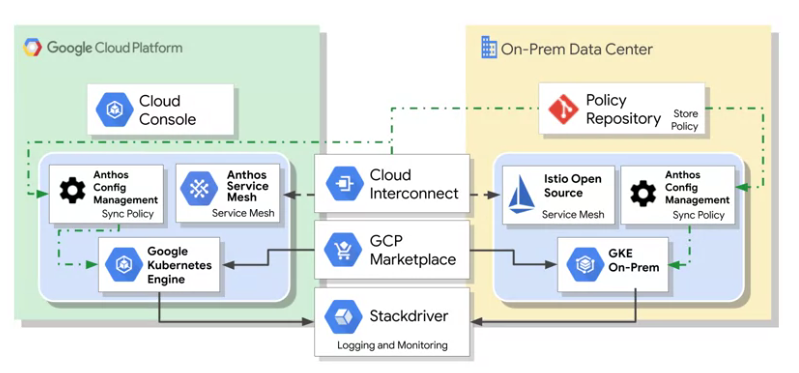 Google Cloud Platform
On-Prem Data Center
Cloud
Console
Policy
Repository
Store
Policy
Anthos
Config
Management
Sync Policy
Anthos
Service
Mesh
Service Mesh
Cloud
Interconnect
Istio Open
Source
Service Mesh
Anthos
Config
Management
Sync Policy
Google
Kubernetes
Engine
GCP
Marketplace
GKE
On-Prem
Stackdriver
Logging and Monitoring